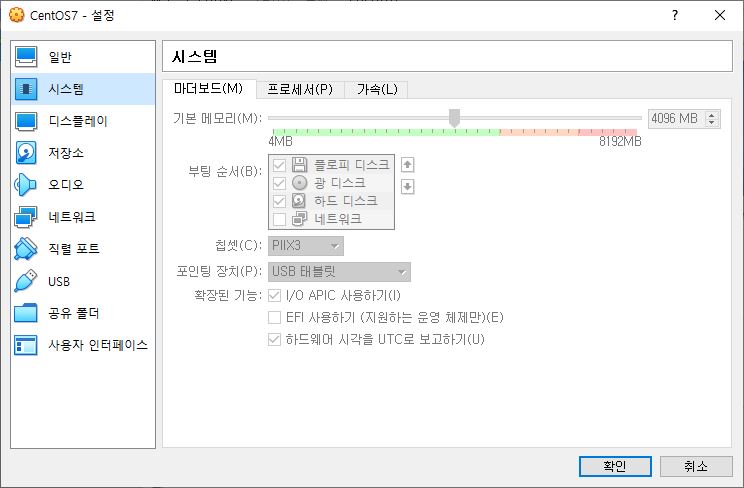 CentOS7 - 설정
일반
시스템
디스플레이
저장소
오디오
네트워크
직렬 포트
USB
공유 폴더
사용자 인터페이스
시스템
마더보드(M) 프로세서(P) 가속(L)
기본 메모리(M): 4096 MB
4MB 8192MB
부팅 순서(B): 플로피 디스크
광 디스크
하드 디스크
네트워크
칩셋(C): PIIX3
포인팅 장치(P): USB 태블릿
확장된 기능: I/O APIC 사용하기(I)
EFI 사용하기 (지원하는 운영 체제만)(E)
하드웨어 시각을 UTC로 보고하기(U)
확인 취소